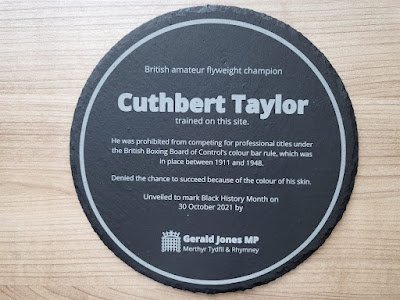 British amateur flyweight champion
Cuthbert Taylor
trained on this site.
He was prohibited from competing for professional titles under
the British Boxing Board of Control's colour bar rule, which was
in place between 1911 and 1948.
Denied the chance to succeed because of the colour of his skin.
Unveiled to mark Black History Month on
30 October 2021 by
Gerald Jones MP
Merthyr Tydfil & Rhymney